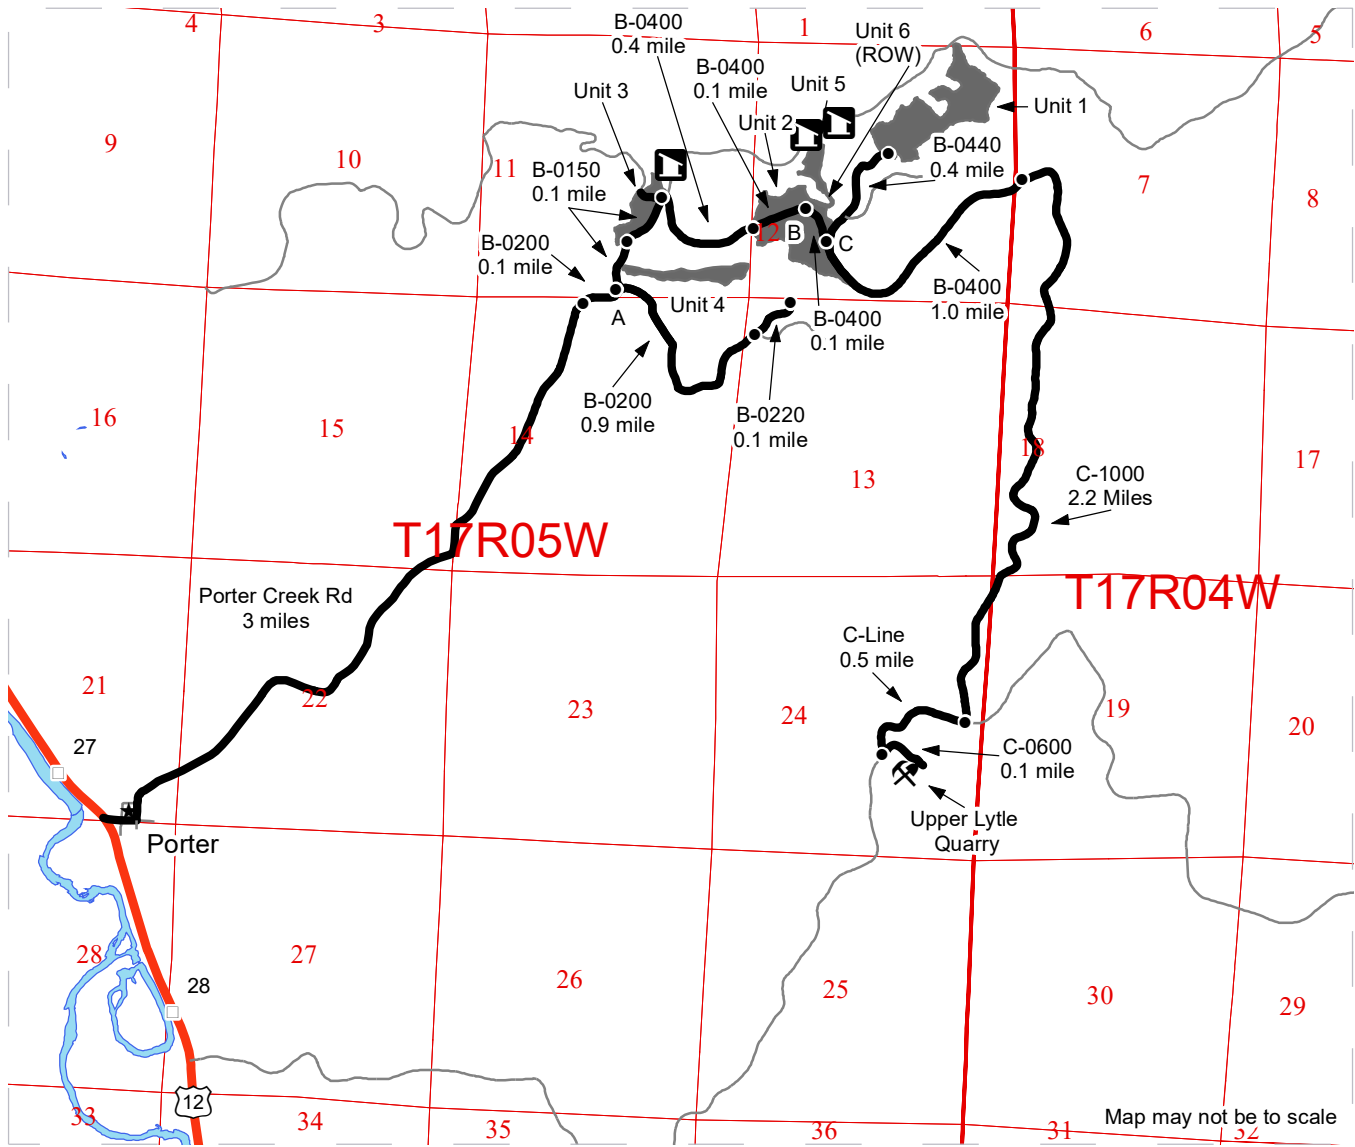 4
3
B-0400
0.4 mile
1
Unit 6
(ROW)
6
5
B-0400
0.1 mile
Unit 5
Unit 3
Unit 2
Unit 1
9
10
11
B-0150
0.1 mile
B-0440
0.4 mile
7
8
B-0200
0.1 mile
12
B
C
A
Unit 4
B-0400
0.1 mile
B-0400
1.0 mile
B-0200
0.9 mile
B-0220
0.1 mile
16
15
14
13
18
17
C-1000
2.2 Miles
T17R05W
T17R04W
Porter Creek Rd
3 miles
C-Line
0.5 mile
21
22
23
24
19
20
27
C-0600
0.1 mile
Upper Lytle
Quarry
Porter
28
27
26
25
30
29
28
12
33
34
35
36
31
32
Map may not be to scale